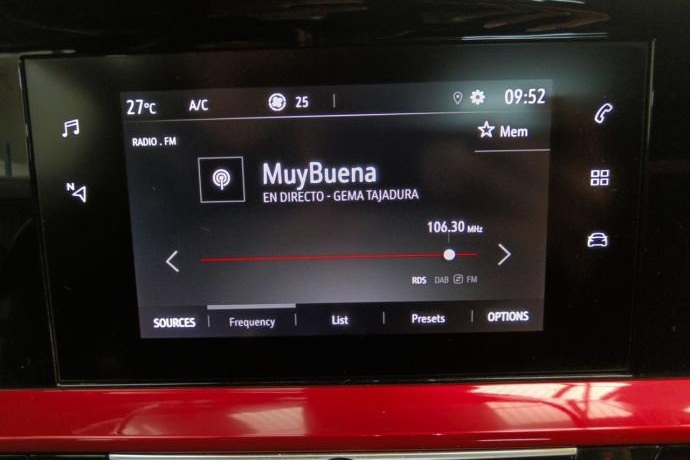 27°C A/C 25 09:52
Mem
RADIO . FM
MuyBuena
EN DIRECTO - GEMA TAJADURA
106.30 MHz
RDS DAB FM
SOURCES Frequency List Presets OPTIONS
N